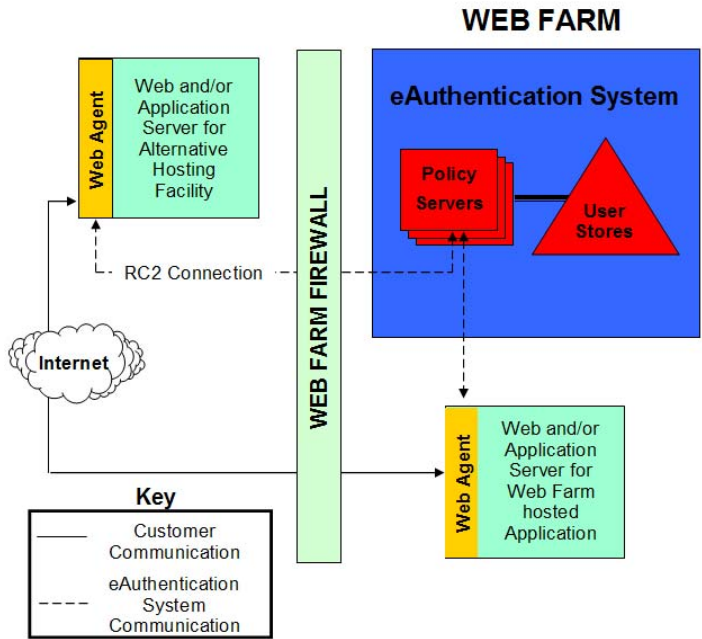 WEB FARM
eAuthentication System
Policy
Servers
User
Stores
Web Agent
Web and/or
Application
Server for
Alternative
Hosting
Facility
WEB FARM FIREWALL
RC2 Connection
Internet
Web Agent
Web and/or
Application
Server for
Web Farm
hosted
Application
Key
Customer
Communication
eAuthentication
System
Communication